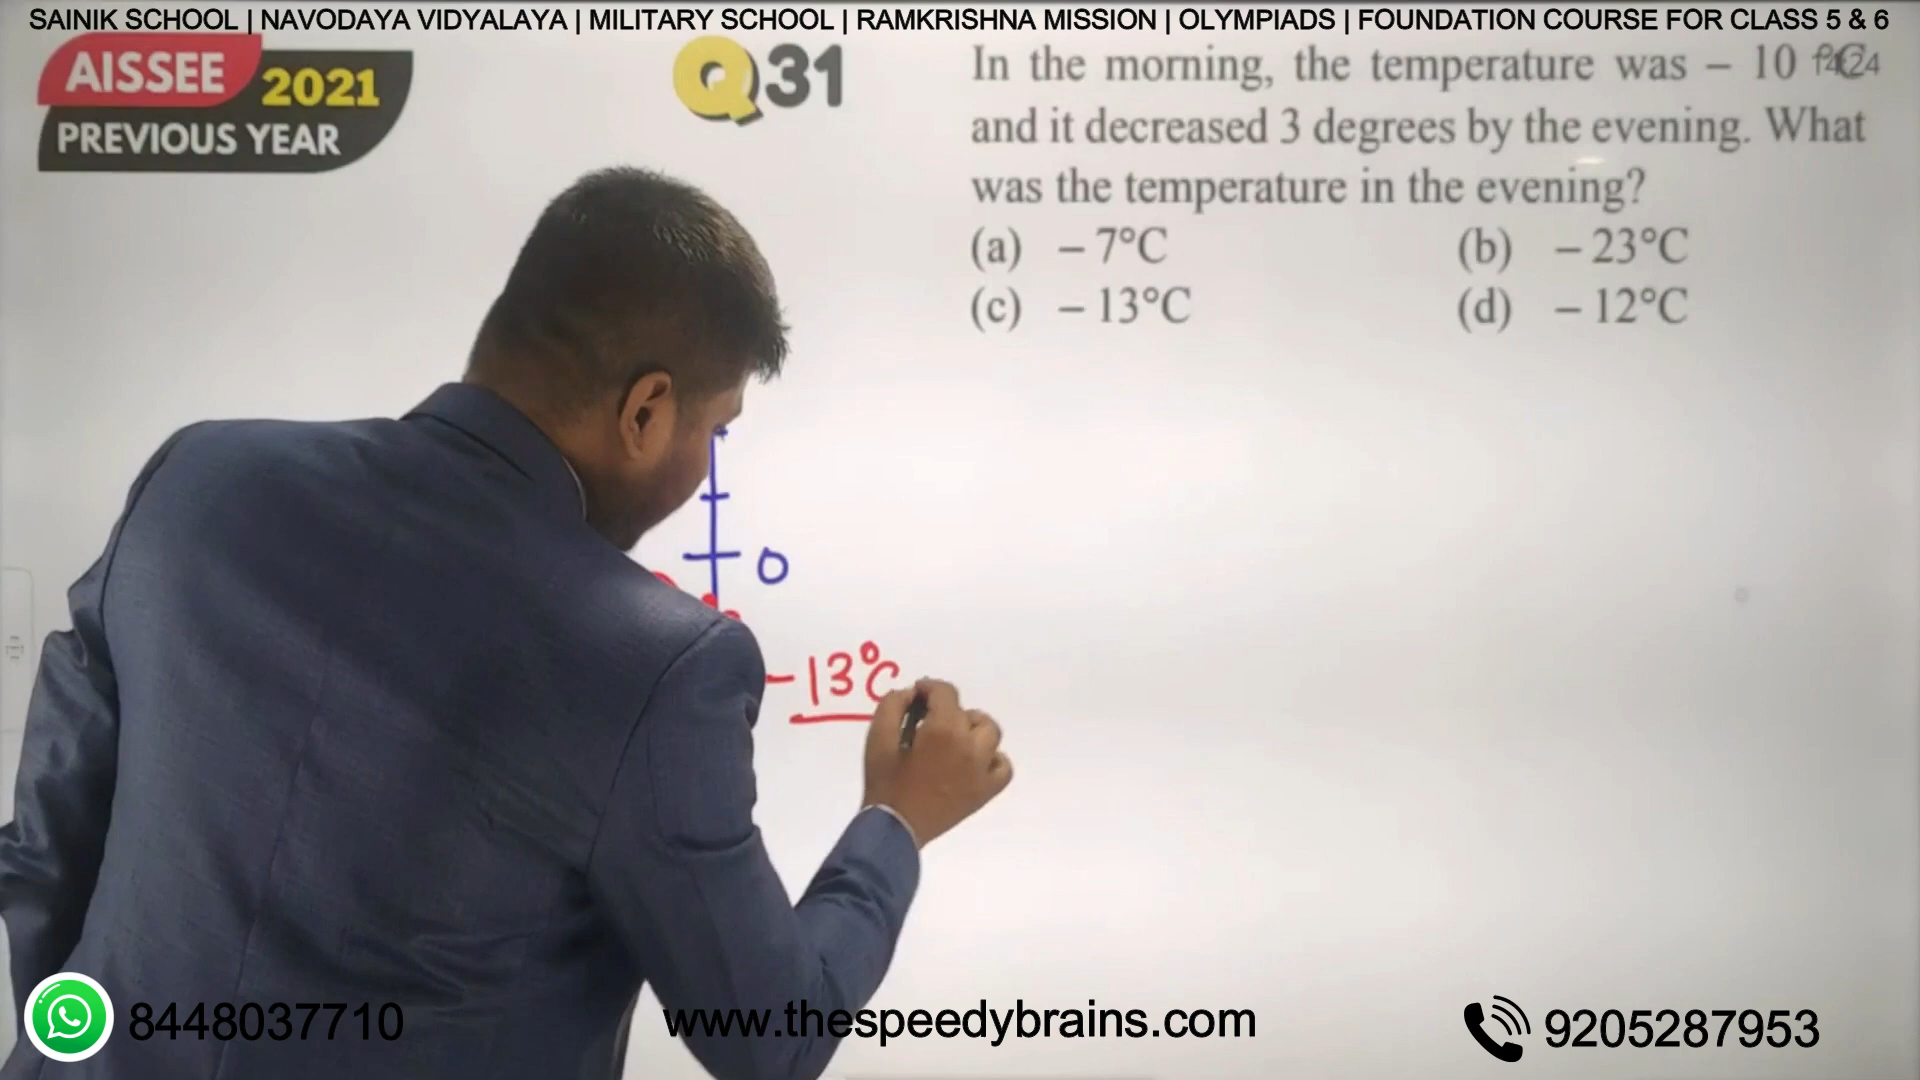 SAINIK SCHOOL | NAVODAYA VIDYALAYA | MILITARY SCHOOL | RAMKRISHNA MISSION | OLYMPIADS | FOUNDATION COURSE FOR CLASS 5 & 6
AISSEE 2021
PREVIOUS YEAR
Q31
In the morning, the temperature was – 10
and it decreased 3 degrees by the evening. What
was the temperature in the evening?
(a) – 7°C (b) – 23°C
(c) – 13°C (d) – 12°C
0
-13°C
8448037710 www.thespeedybrains.com 9205287953